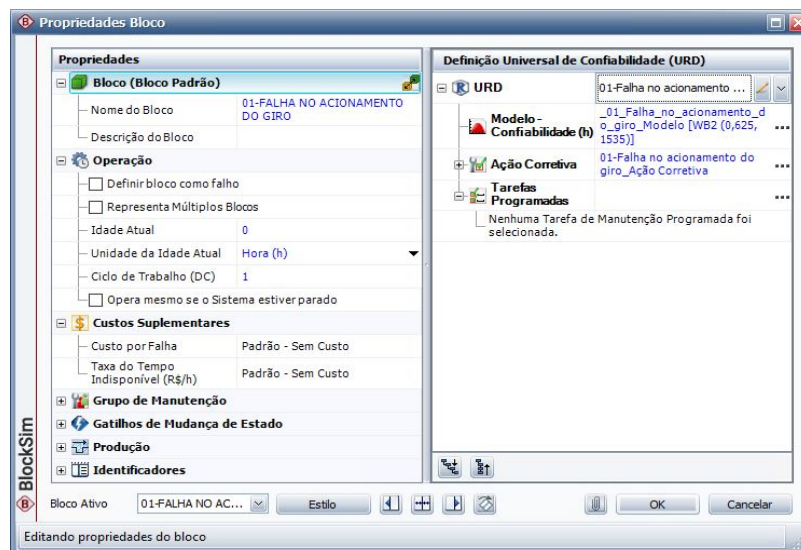 Propriedades Bloco
Propriedades
Bloco (Bloco Padrão)
Nome do Bloco
01-FALHA NO ACIONAMENTO
DO GIRO
Descrição do Bloco
Operação
Definir bloco como falho
Representa Múltiplos Blocos
Idade Atual
0
Unidade da Idade Atual
Hora (h)
Ciclo de Trabalho (DC)
1
Opera mesmo se o Sistema estiver parado
Custos Suplementares
Custo por Falha
Padrão - Sem Custo
Taxa do Tempo
Indisponível (R$/h)
Padrão - Sem Custo
Grupo de Manutenção
Gatilhos de Mudança de Estado
Produção
Identificadores
Definição Universal de Confiabilidade (URD)
URD
01-Falha no acionamento ...
Modelo -
Confiabilidade (h)
_01_Falha_no_acionamento_d
o_giro_Modelo [WB2 (0,625,
1535)]
...
Ação Corretiva
01-Falha no acionamento do
giro_Ação Corretiva
...
Tarefas
Programadas
...
Nenhuma Tarefa de Manutenção Programada foi
selecionada.
BlockSim
Bloco Ativo
01-FALHA NO AC...
Estilo
OK
Cancelar
Editando propriedades do bloco